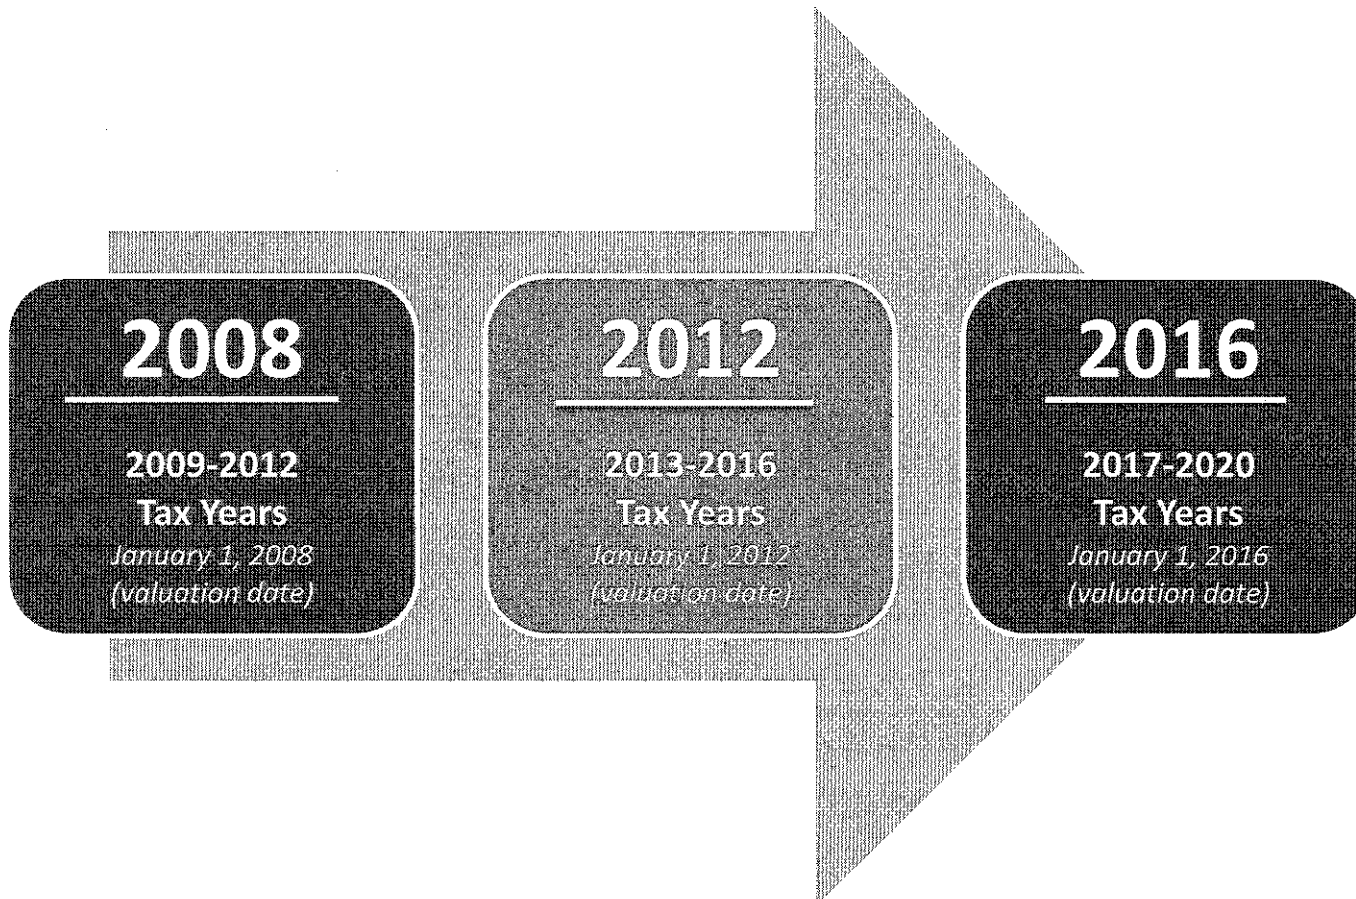 2008
2009-2012
Tax Years
January 1, 2008
(valuation date)
2012
2013-2016
Tax Years
January 1, 2012
(valuation date)
2016
2017-2020
Tax Years
January 1, 2016
(valuation date)